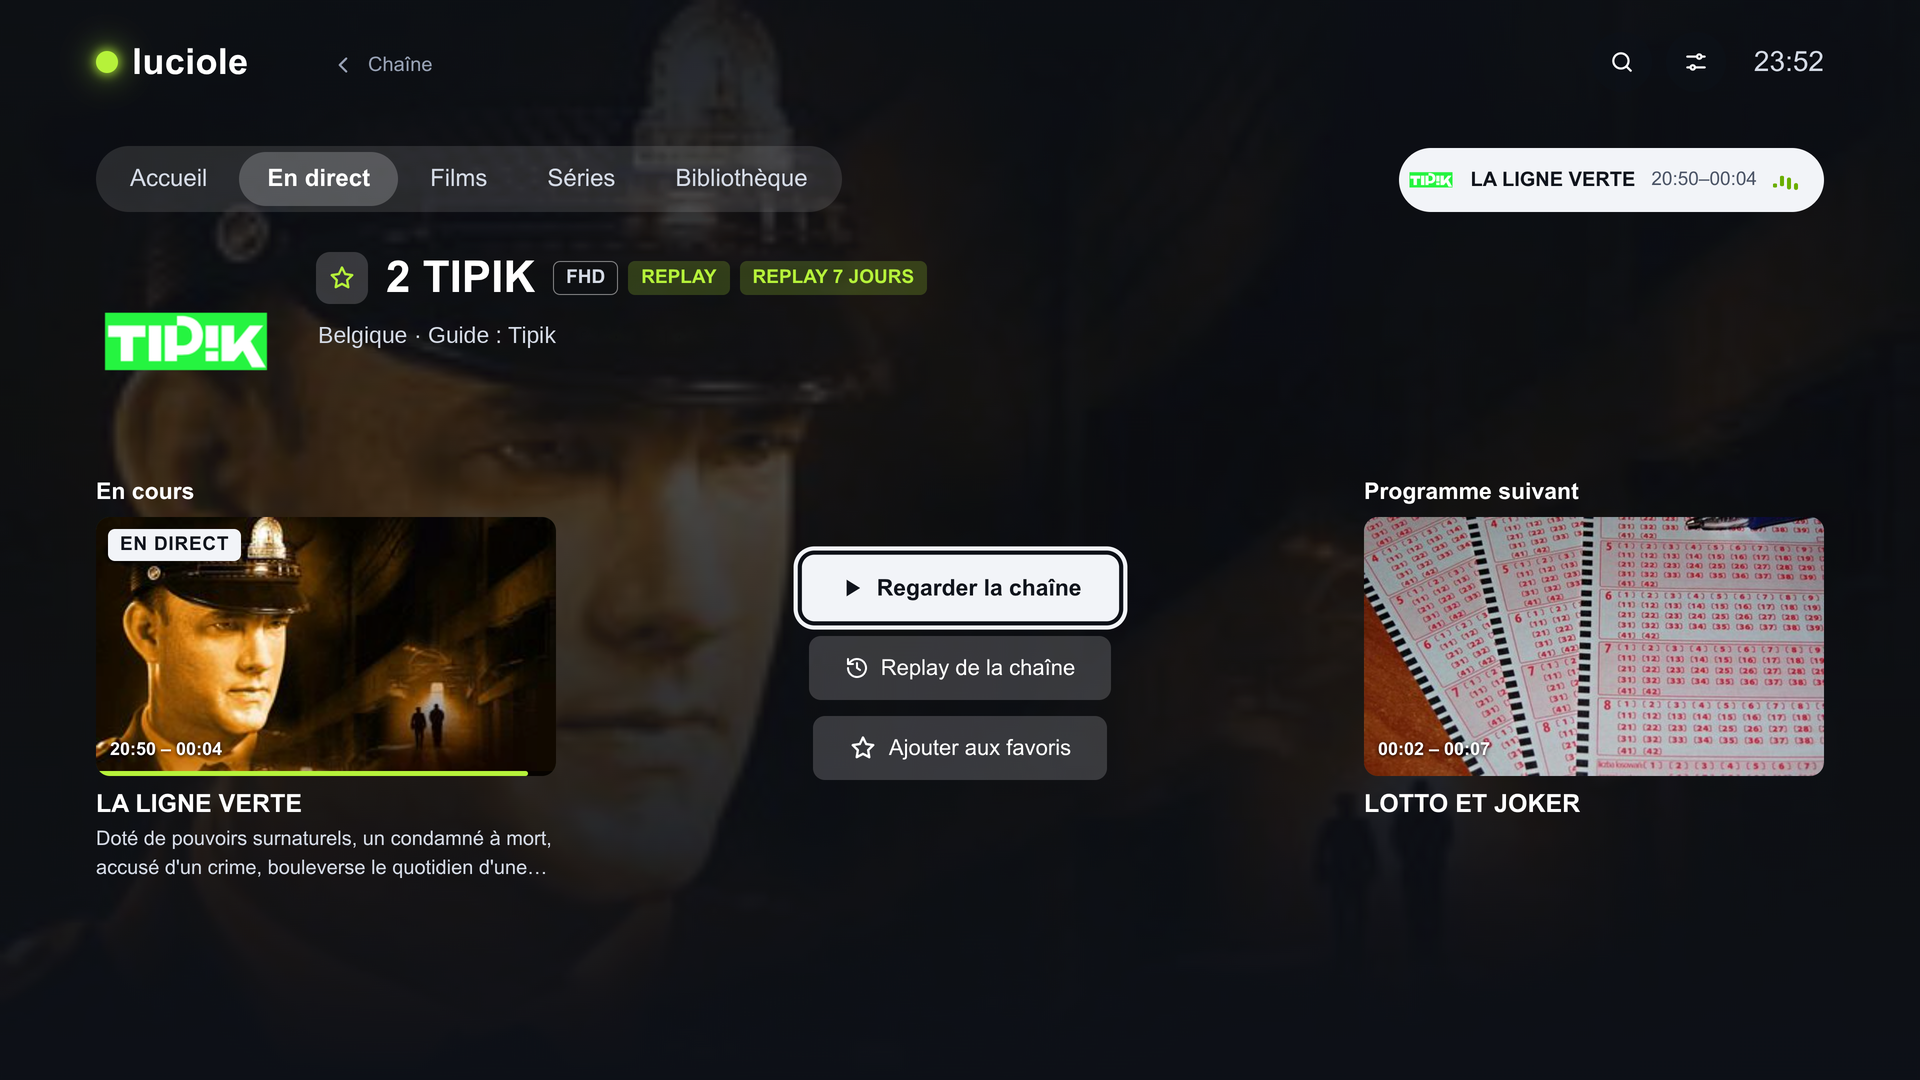 luciole
Chaîne
23:52
Accueil
En direct
Films
Séries
Bibliothèque
TIPIK
LA LIGNE VERTE
20:50–00:04
2 TIPIK
FHD
REPLAY
REPLAY 7 JOURS
TIPIK
Belgique · Guide : Tipik
En cours
Programme suivant
EN DIRECT
20:50 – 00:04
LA LIGNE VERTE
Doté de pouvoirs surnaturels, un condamné à mort,
accusé d'un crime, bouleverse le quotidien d'une…
Regarder la chaîne
Replay de la chaîne
Ajouter aux favoris
00:02 – 00:07
LOTTO ET JOKER